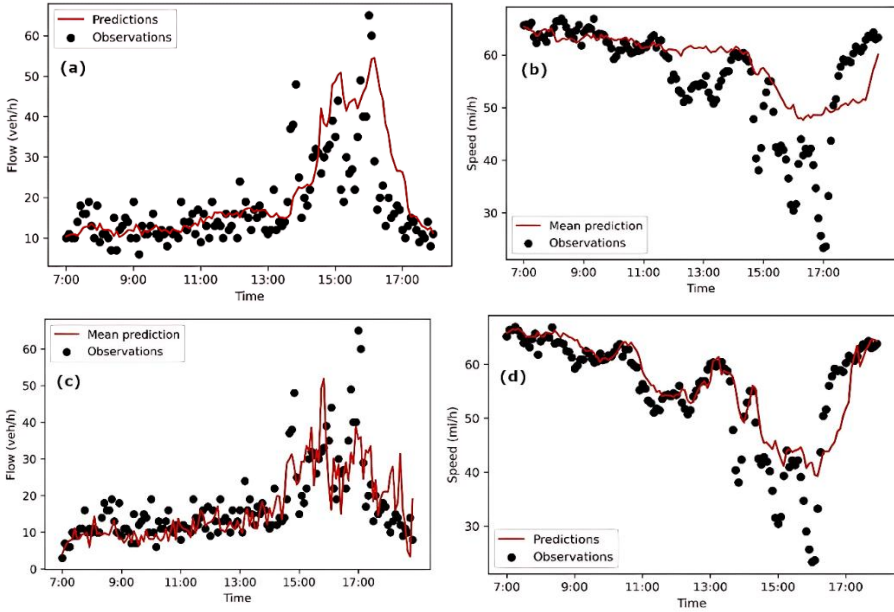 Predictions
Observations
(a)
Flow (veh/h)
60
50
40
30
20
10
7:00
9:00
11:00
13:00
15:00
17:00
Time
(b)
Speed (mi/h)
60
50
40
30
Mean prediction
Observations
7:00
9:00
11:00
13:00
15:00
17:00
Time
Mean prediction
Observations
(c)
Flow (veh/h)
60
50
40
30
20
10
0
7:00
9:00
11:00
13:00
15:00
17:00
Time
(d)
Speed (mi/h)
60
50
40
30
Predictions
Observations
7:00
9:00
11:00
13:00
15:00
17:00
Time